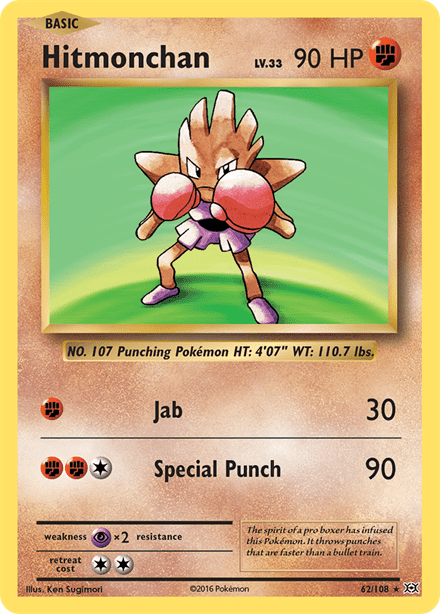 BASIC
Hitmonchan LV.33 90 HP
NO. 107 Punching Pokémon HT: 4'07" WT: 110.7 lbs.
Jab 30
Special Punch 90
weakness ×2 resistance
retreat cost
The spirit of a pro boxer has infused
this Pokémon. It throws punches
that are faster than a bullet train.
Illus. Ken Sugimori ©2016 Pokémon 62/108 ★